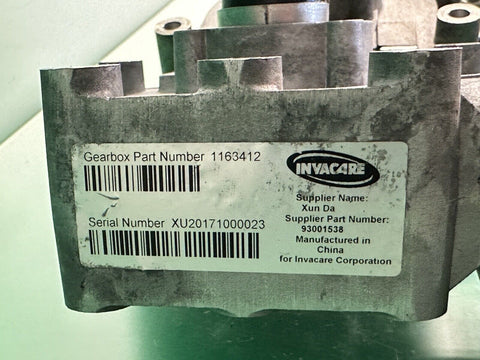 Gearbox Part Number 1163412
INVACARE
Serial Number XU20171000023
Supplier Name:
Xun Da
Supplier Part Number:
93001538
Manufactured in
China
for Invacare Corporation